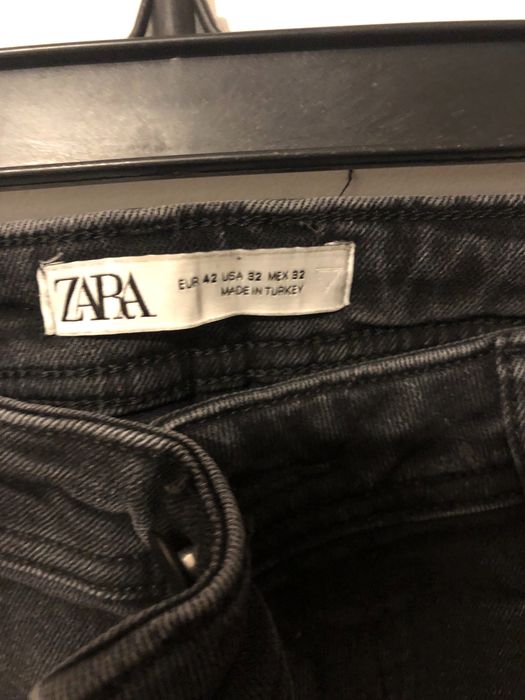 ZARA
EUR 42 USA 32 MEX 32
MADE IN TURKEY